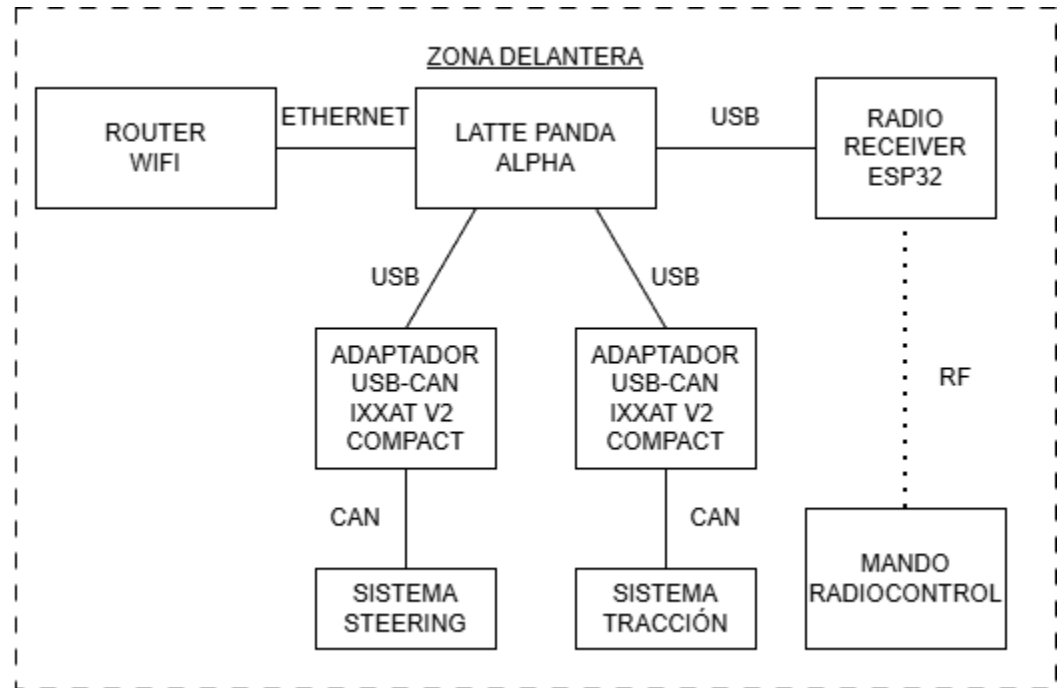 ZONA DELANTERA
ROUTER
WIFI
ETHERNET
LATTE PANDA
ALPHA
USB
RADIO
RECEIVER
ESP32
USB
USB
ADAPTADOR
USB-CAN
IXXAT V2
COMPACT
ADAPTADOR
USB-CAN
IXXAT V2
COMPACT
RF
CAN
CAN
SISTEMA
STEERING
SISTEMA
TRACCIÓN
MANDO
RADIOCONTROL